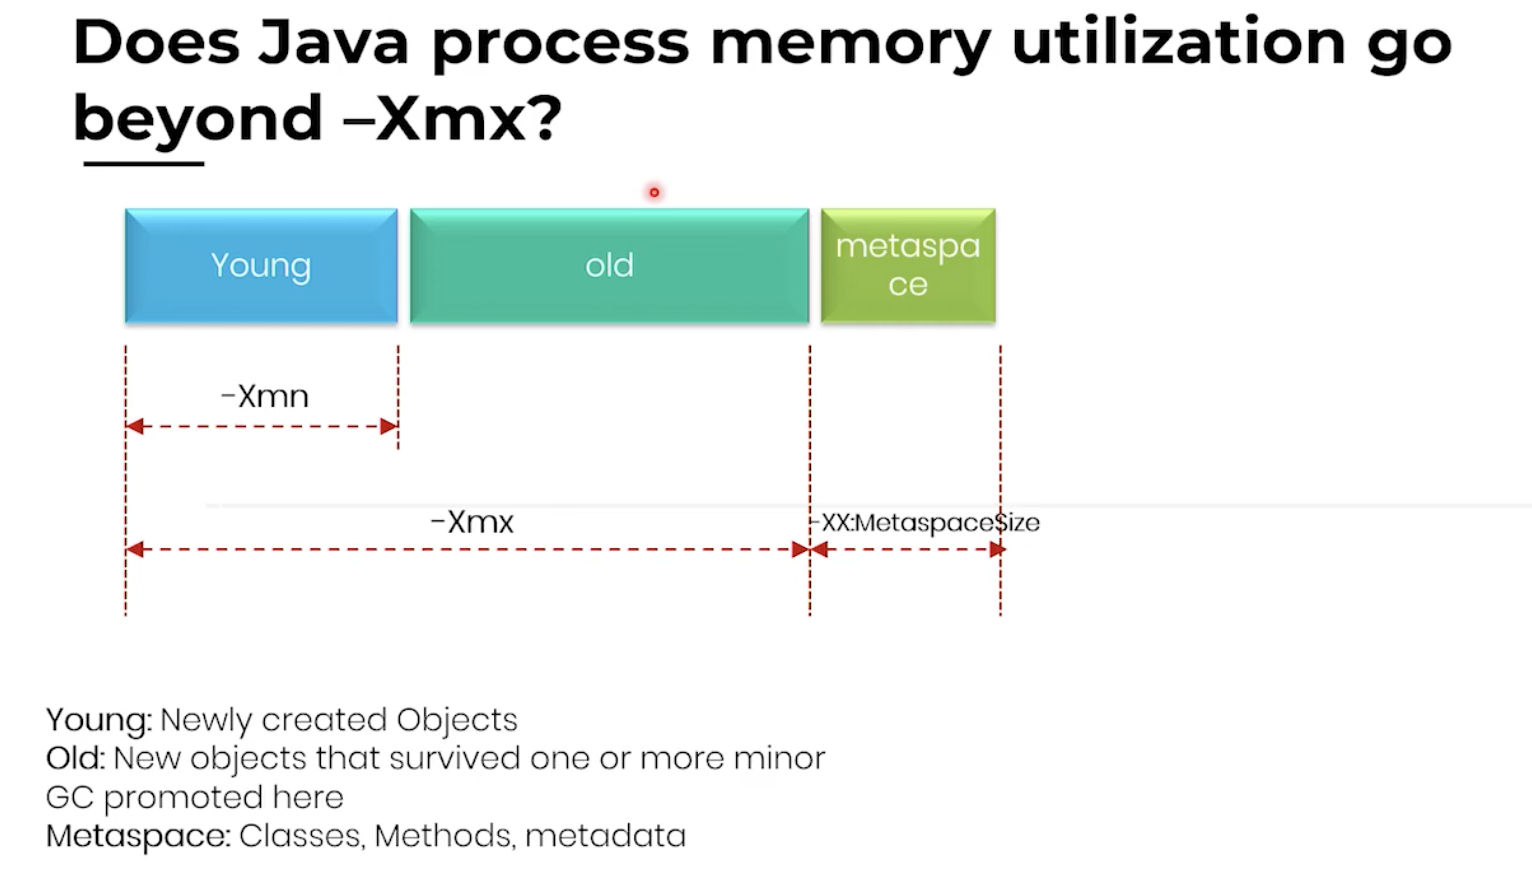 Does Java process memory utilization go
beyond –Xmx?
Young
old
metaspa
ce
-Xmn
-Xmx
-XX:MetaspaceSize
Young: Newly created Objects
Old: New objects that survived one or more minor
GC promoted here
Metaspace: Classes, Methods, metadata